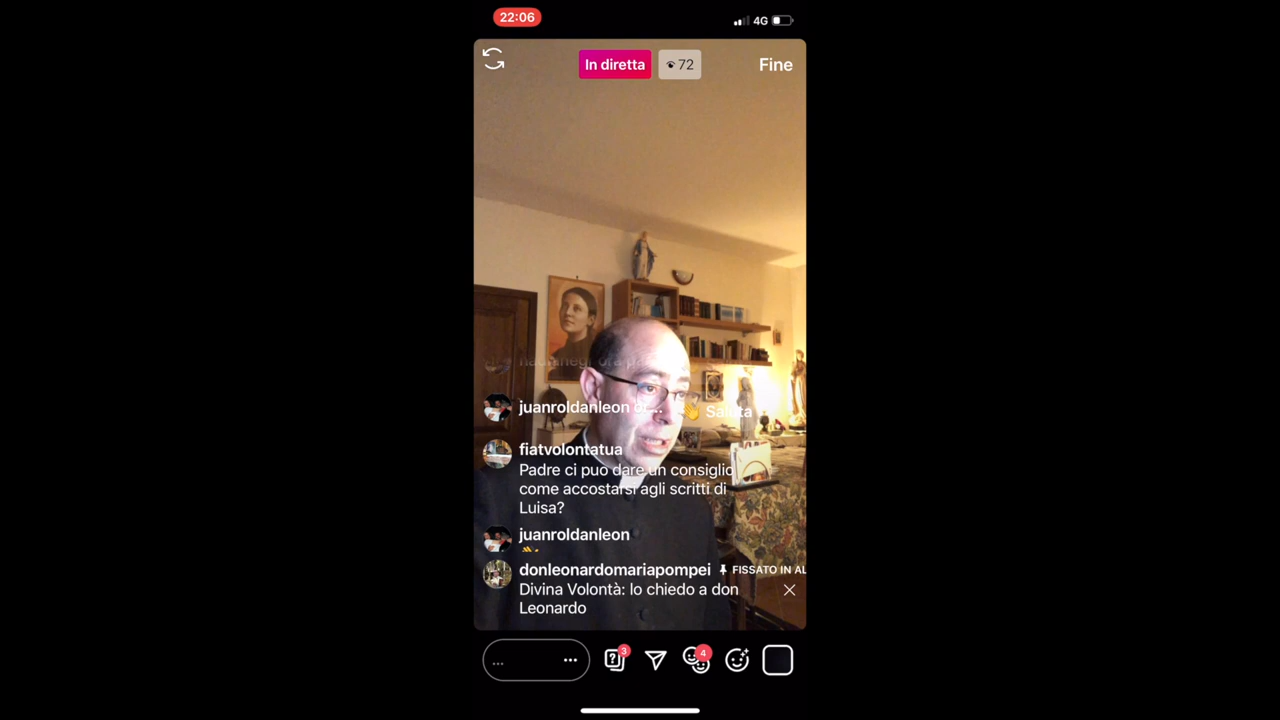 22:06
4G
In diretta
72
Fine
juanroldanleon
Saluta
fiatvolontatua
Padre ci puo dare un consiglio
come accostarsi agli scritti di
Luisa?
juanroldanleon
donleonardomariapompei FISSATO IN AL
Divina Volontà: lo chiedo a don
Leonardo
...
3
4